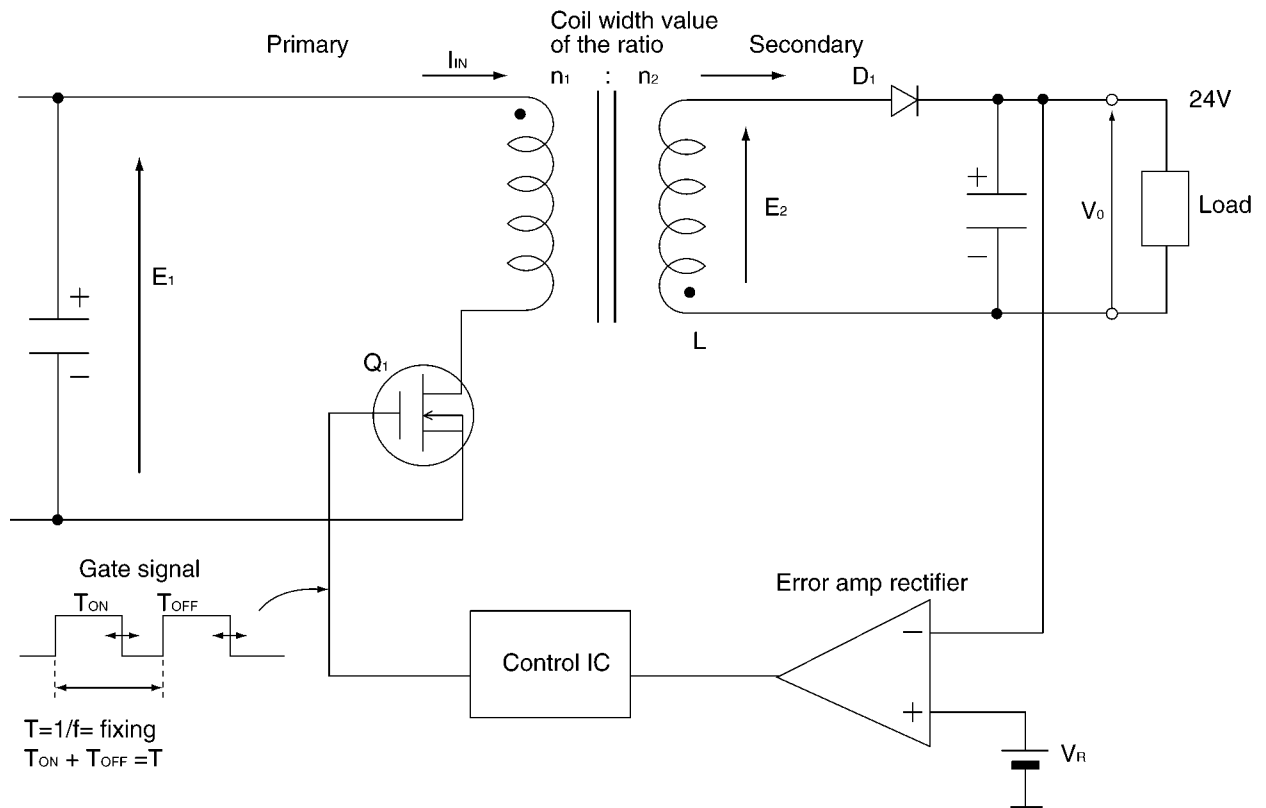 Coil width value
of the ratio
Primary
Secondary
IIN
n1 : n2
D1
24V
E1
+
−
E2
+
−
V0
Load
L
Q1
Gate signal
TON TOFF
T=1/f= fixing
TON + TOFF =T
Control IC
Error amp rectifier
−
+
VR